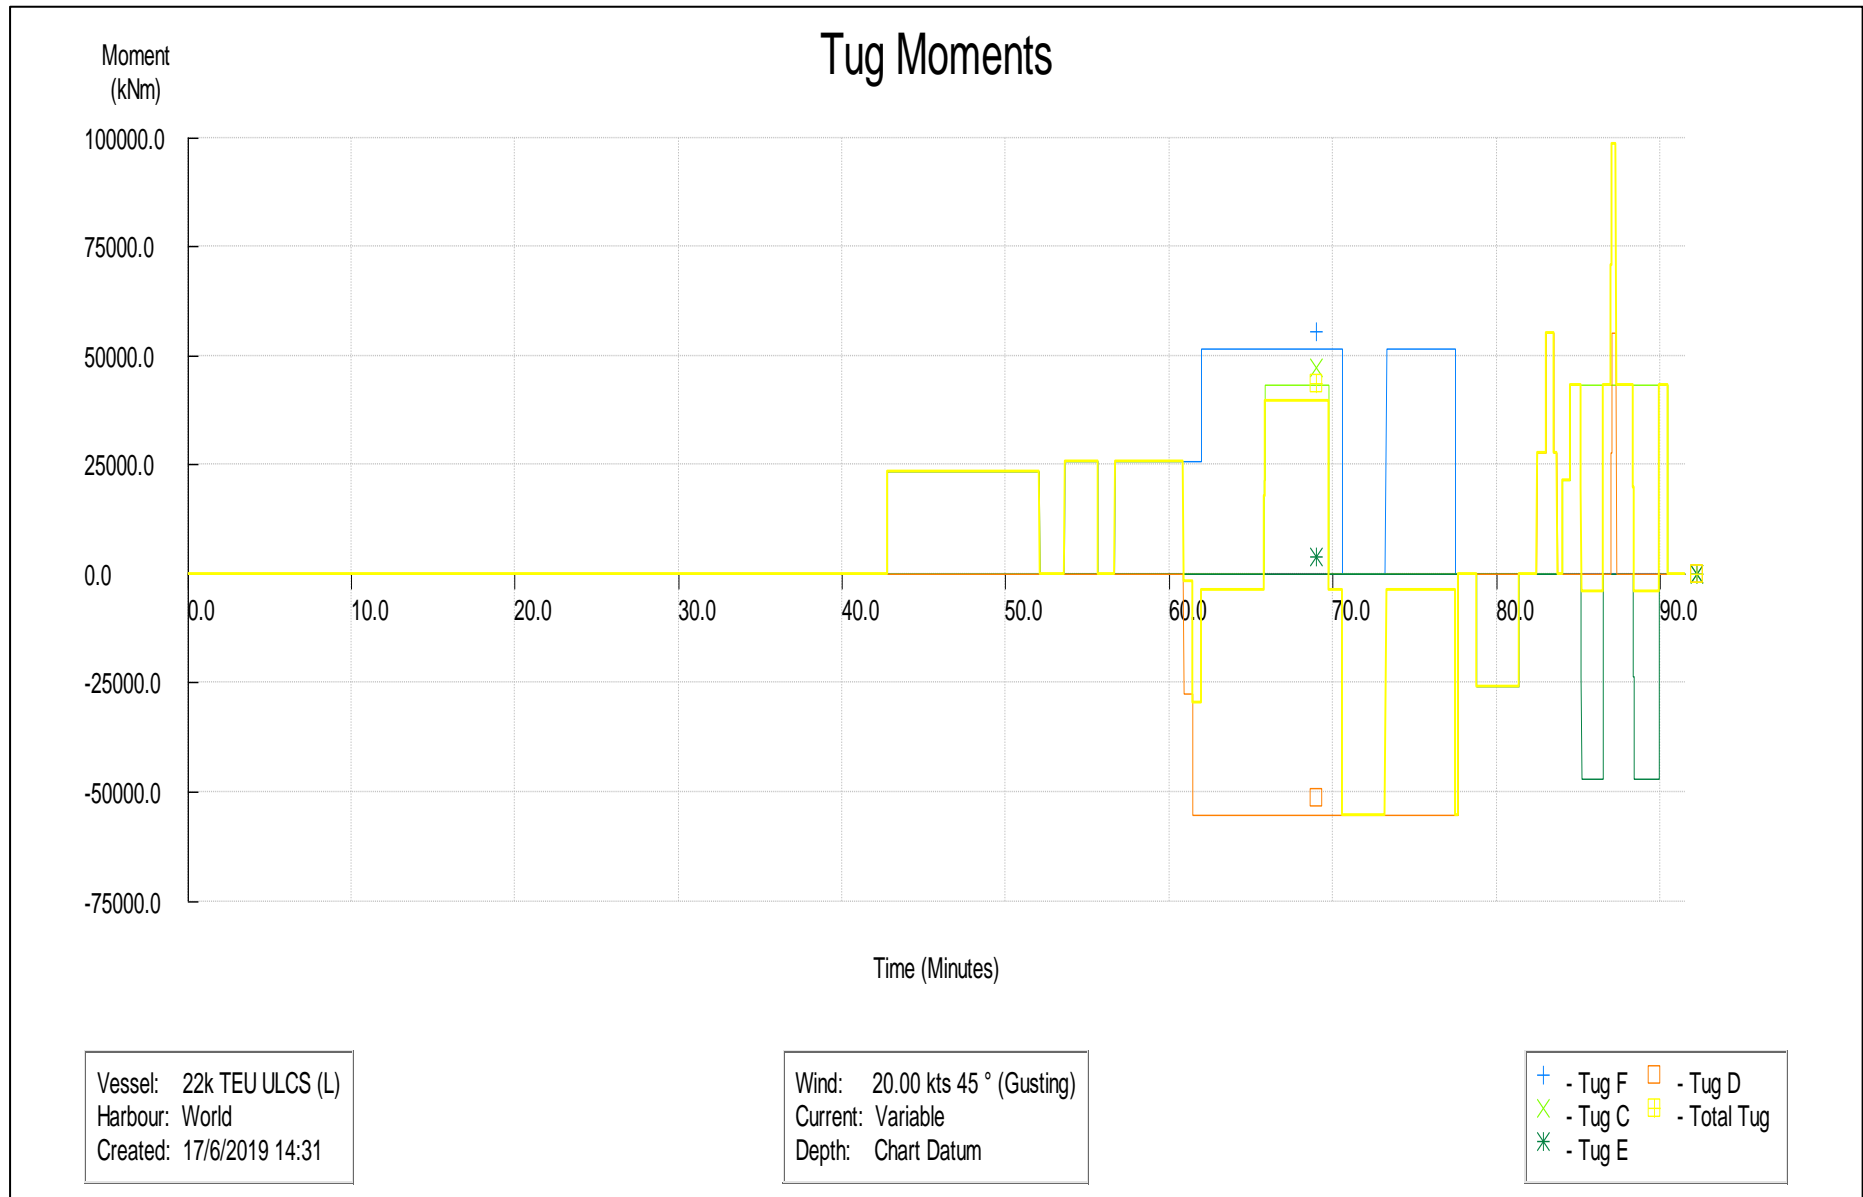 Tug Moments
Moment
(kNm)
100000.0
75000.0
50000.0
25000.0
0.0
-25000.0
-50000.0
-75000.0
0.0 10.0 20.0 30.0 40.0 50.0 60.0 70.0 80.0 90.0
Time (Minutes)
Vessel: 22k TEU ULCS (L)
Harbour: World
Created: 17/6/2019 14:31
Wind: 20.00 kts 45 ° (Gusting)
Current: Variable
Depth: Chart Datum
- Tug F - Tug D
- Tug C - Total Tug
- Tug E